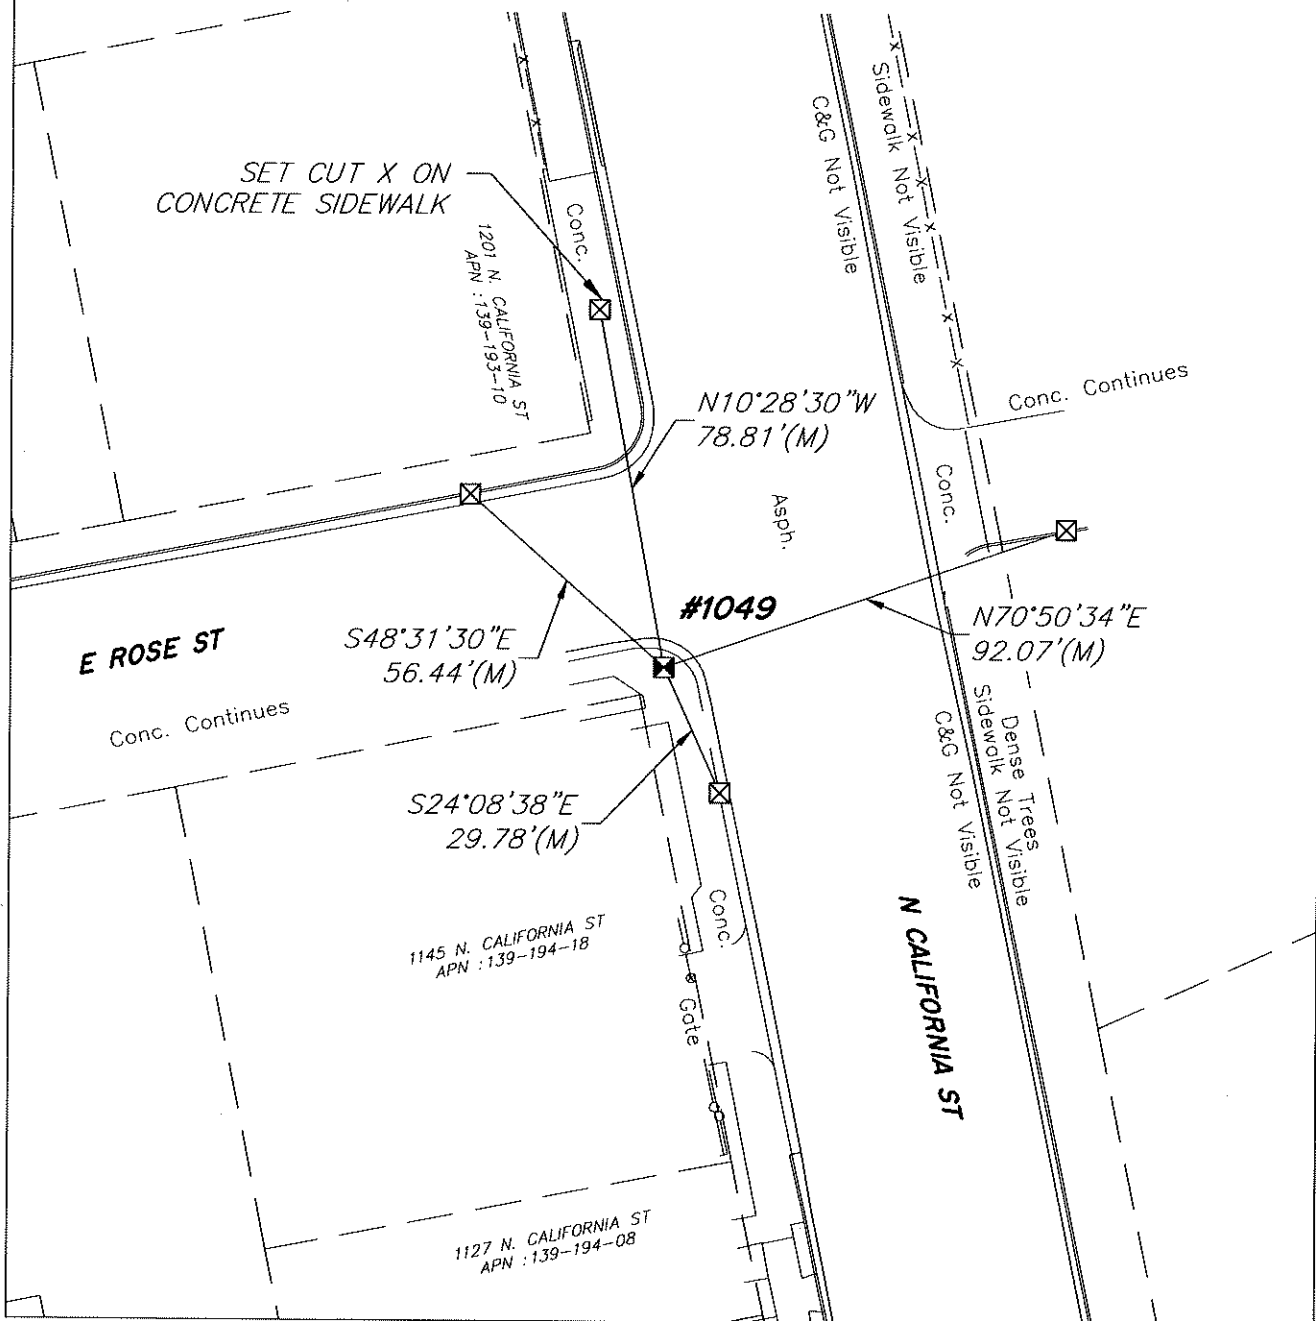 Sidewalk Not Visible
C&G Not Visible
SET CUT X ON
CONCRETE SIDEWALK
Conc.
1201 N. CALIFORNIA ST
APN :139-193-10
Conc. Continues
N10°28'30"W
78.81'(M)
Conc.
Asph.
#1049
N70°50'34"E
92.07'(M)
S48°31'30"E
56.44'(M)
E ROSE ST
Conc. Continues
Dense Trees
Sidewalk Not Visible
C&G Not Visible
S24°08'38"E
29.78'(M)
Conc.
N CALIFORNIA ST
1145 N. CALIFORNIA ST
APN :139-194-18
Gate
1127 N. CALIFORNIA ST
APN :139-194-08